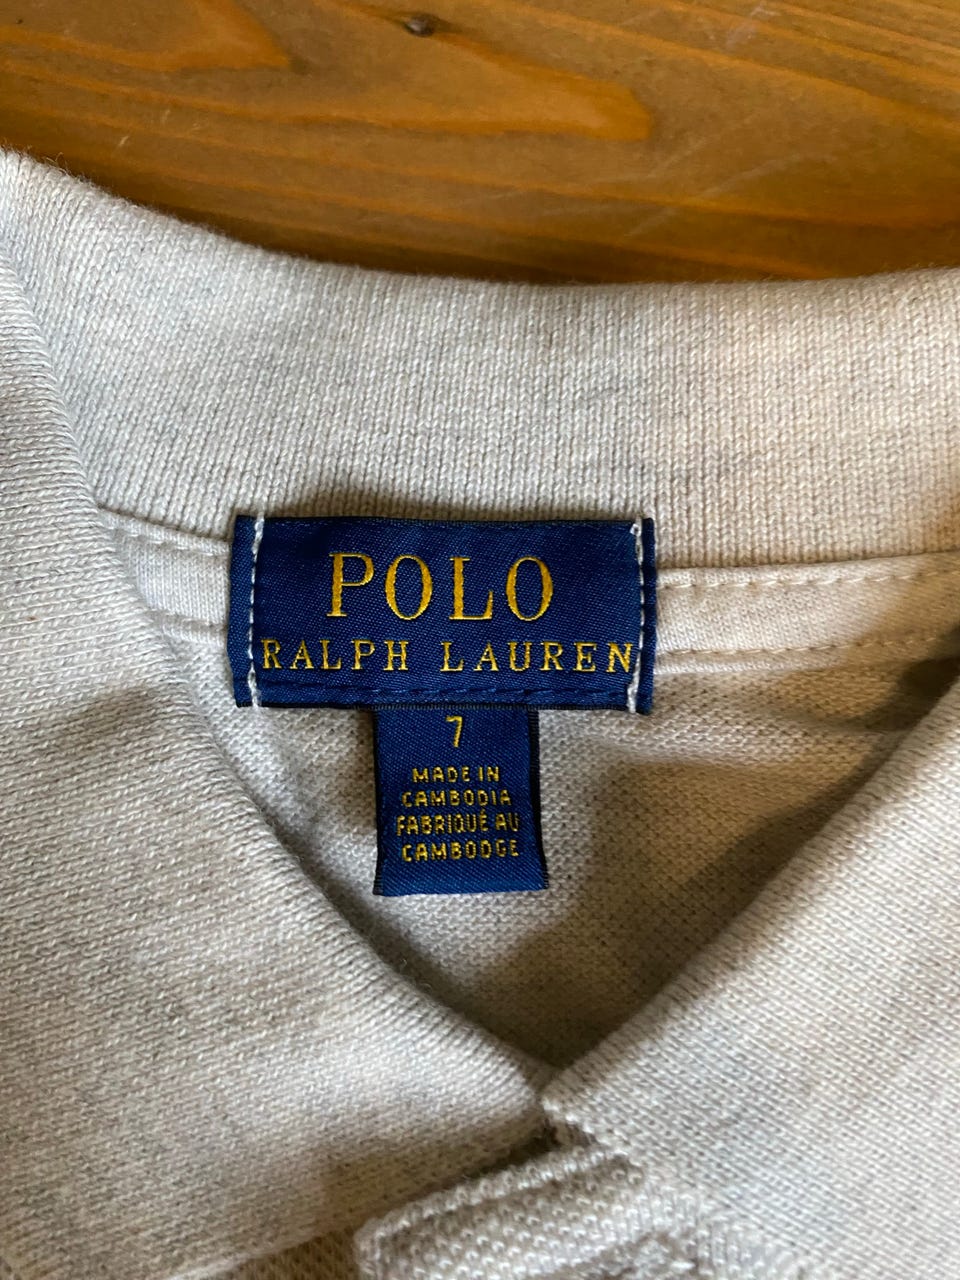 POLO
RALPH LAUREN
7
MADE IN
CAMBODIA
FABRIQUÉ AU
CAMBODGE